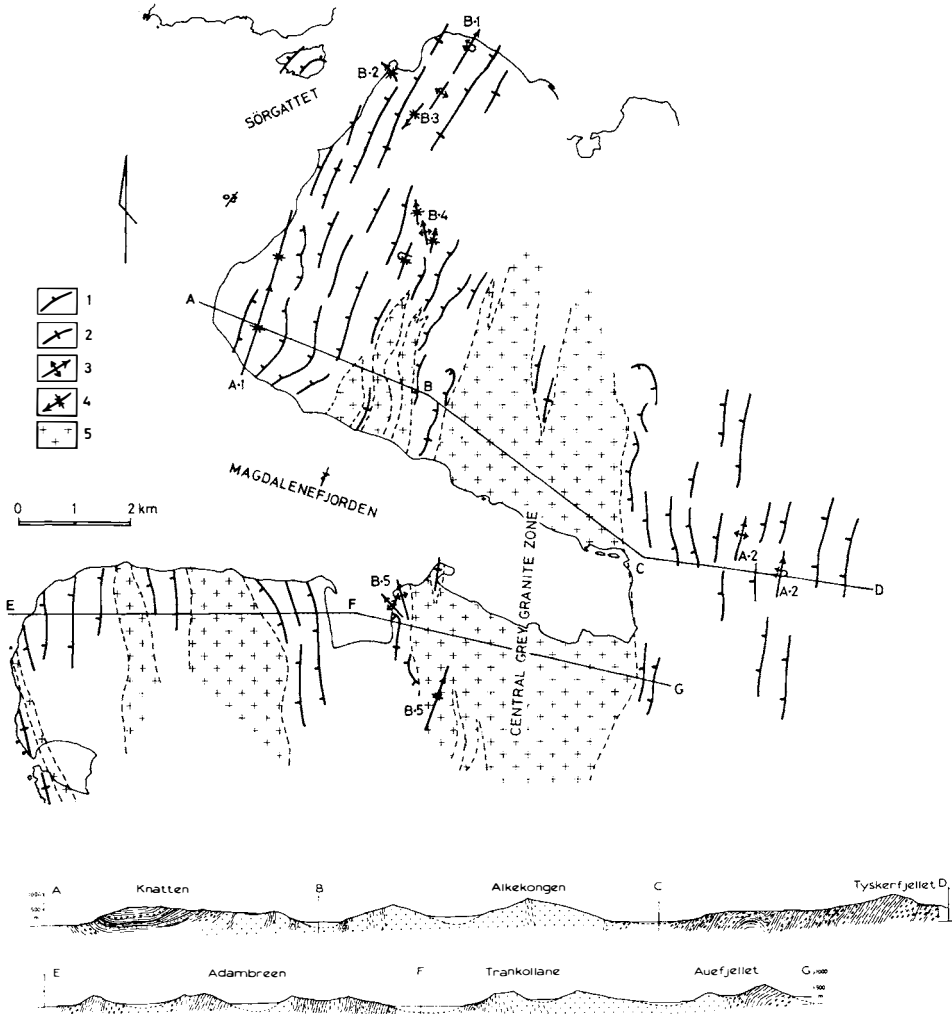 B-1
B-2
SÖRGATTET
B-3
B-4
A
1
2
3
4
5
A-1
B
MAGDALENEFJORDEN
0 1 2 km
CENTRAL GREY GRANITE ZONE
C
A-2
A-2
D
E
F
B-5
B-5
G
A Knatten B Alkekongen C Tyskerfjellet D
E Adambreen F Trankollane Auefjellet G